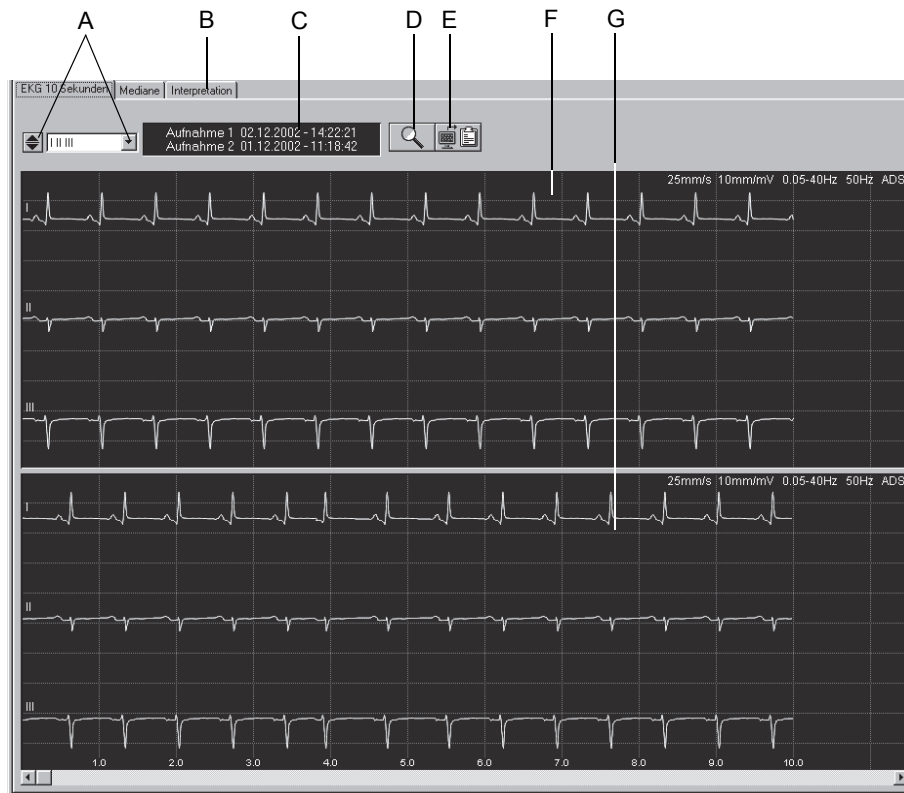 A B C D E F G
EKG 10 Sekunden Mediane Interpretation
I II III
Aufnahme 1 02.12.2002 - 14:22:21
Aufnahme 2 01.12.2002 - 11:18:42
25mm/s 10mm/mV 0.05-40Hz 50Hz ADS
I
II
III
25mm/s 10mm/mV 0.05-40Hz 50Hz ADS
I
II
III
1.0 2.0 3.0 4.0 5.0 6.0 7.0 8.0 9.0 10.0